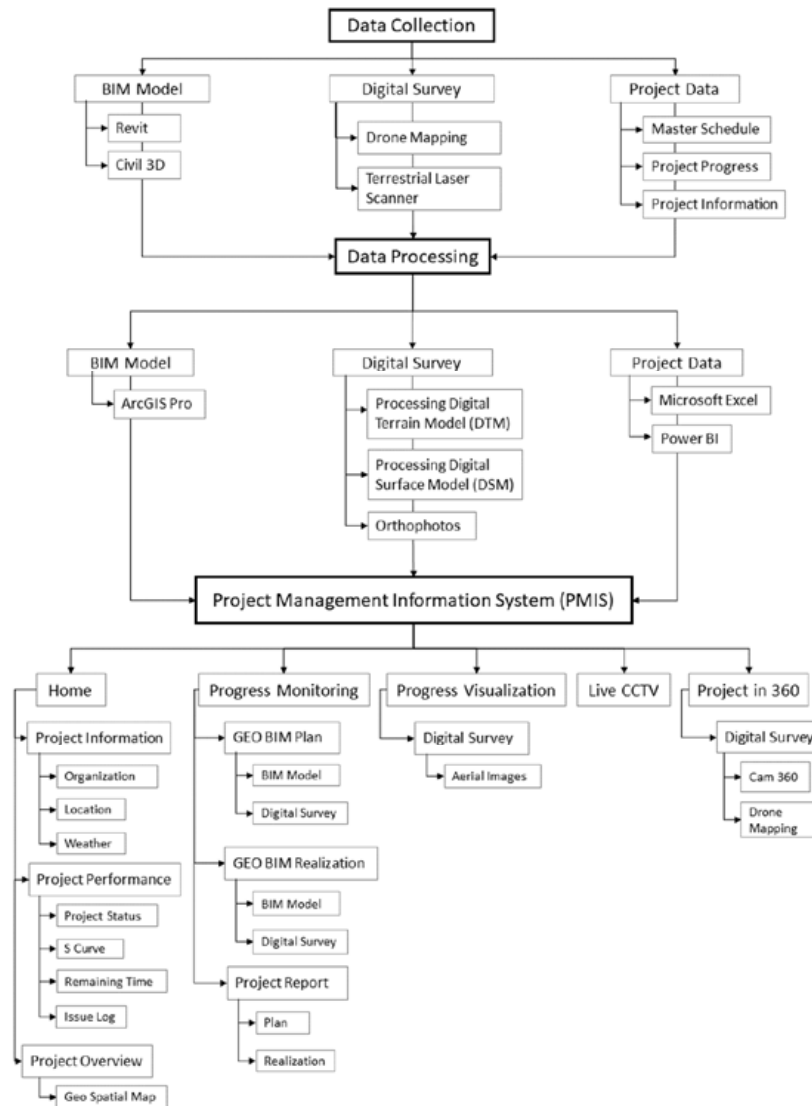 Data Collection
BIM Model
Digital Survey
Project Data
Revit
Drone Mapping
Master Schedule
Civil 3D
Terrestrial Laser
Scanner
Project Progress
Project Information
Data Processing
BIM Model
Digital Survey
Project Data
ArcGIS Pro
Processing Digital
Terrain Model (DTM)
Microsoft Excel
Power BI
Processing Digital
Surface Model (DSM)
Orthophotos
Project Management Information System (PMIS)
Home
Progress Monitoring
Progress Visualization
Live CCTV
Project in 360
Project Information
Organization
Location
Weather
Project Performance
Project Status
S Curve
Remaining Time
Issue Log
Project Overview
Geo Spatial Map
GEO BIM Plan
BIM Model
Digital Survey
GEO BIM Realization
BIM Model
Digital Survey
Project Report
Plan
Realization
Digital Survey
Aerial Images
Digital Survey
Cam 360
Drone
Mapping